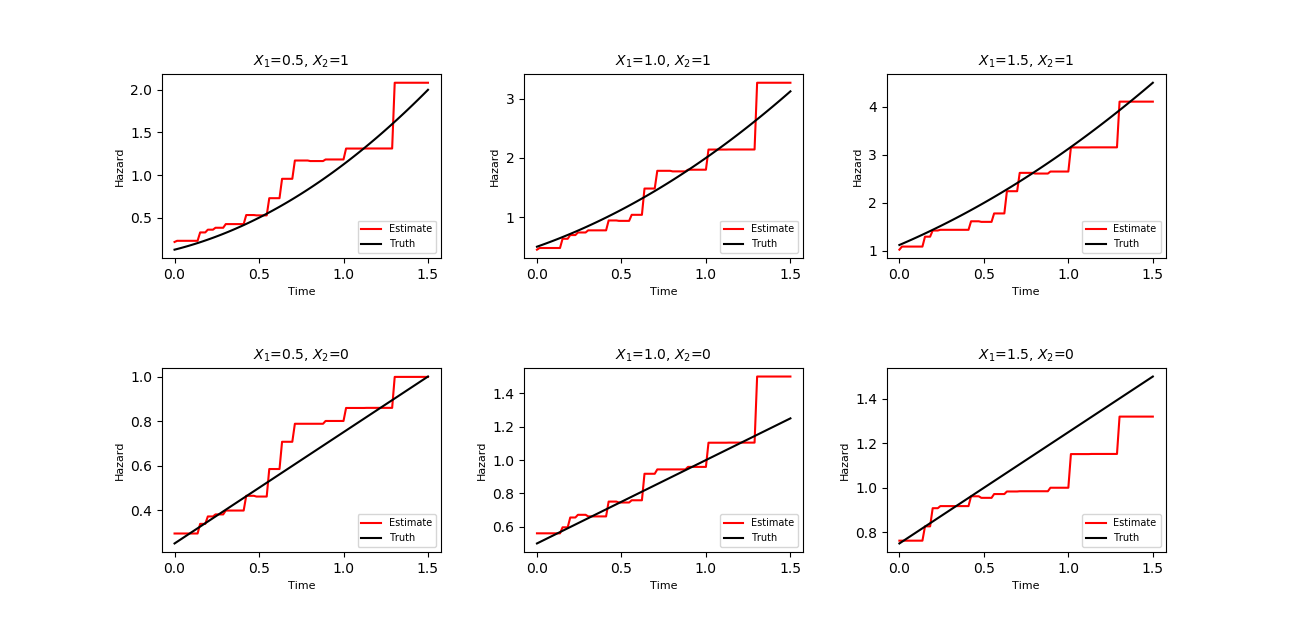 X₁=0.5, X₂=1
Hazard
2.0
1.5
1.0
0.5
0.0 0.5 1.0 1.5
Time
Estimate
Truth
X₁=1.0, X₂=1
Hazard
3
2
1
0.0 0.5 1.0 1.5
Time
Estimate
Truth
X₁=1.5, X₂=1
Hazard
4
3
2
1
0.0 0.5 1.0 1.5
Time
Estimate
Truth
X₁=0.5, X₂=0
Hazard
1.0
0.8
0.6
0.4
0.0 0.5 1.0 1.5
Time
Estimate
Truth
X₁=1.0, X₂=0
Hazard
1.4
1.2
1.0
0.8
0.6
0.0 0.5 1.0 1.5
Time
Estimate
Truth
X₁=1.5, X₂=0
Hazard
1.4
1.2
1.0
0.8
0.0 0.5 1.0 1.5
Time
Estimate
Truth